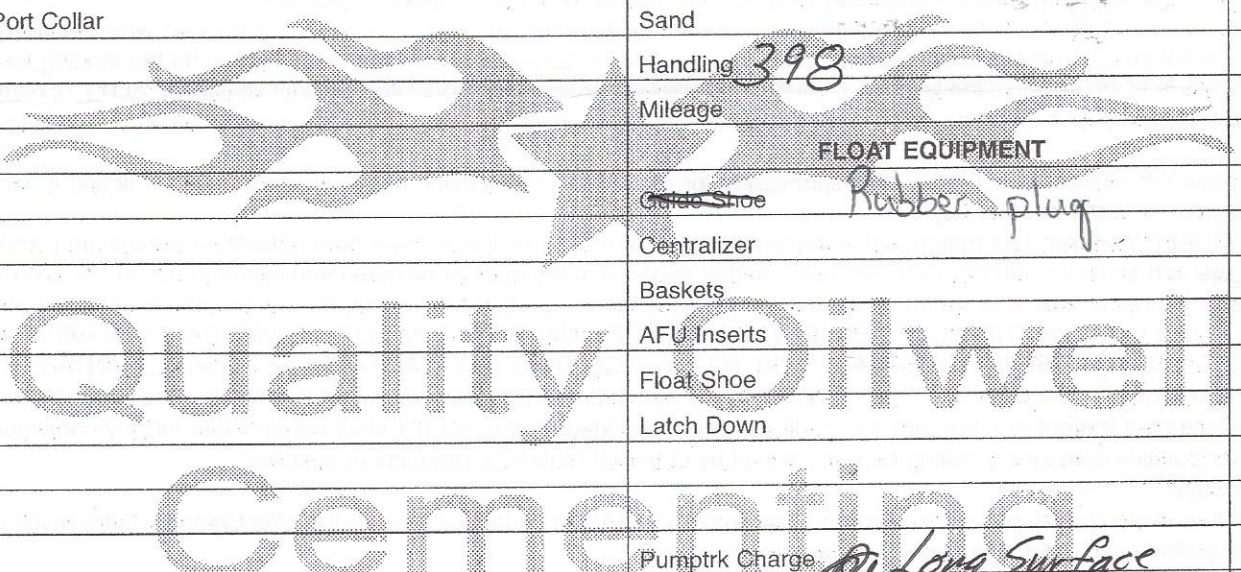 Port Collar
Sand
Handling 398
Mileage
FLOAT EQUIPMENT
Guide Shoe Rubber plug
Centralizer
Baskets
AFU Inserts
Quality Oilwell
Float Shoe
Latch Down
Cementing
Pumptrk Charge Long Surface